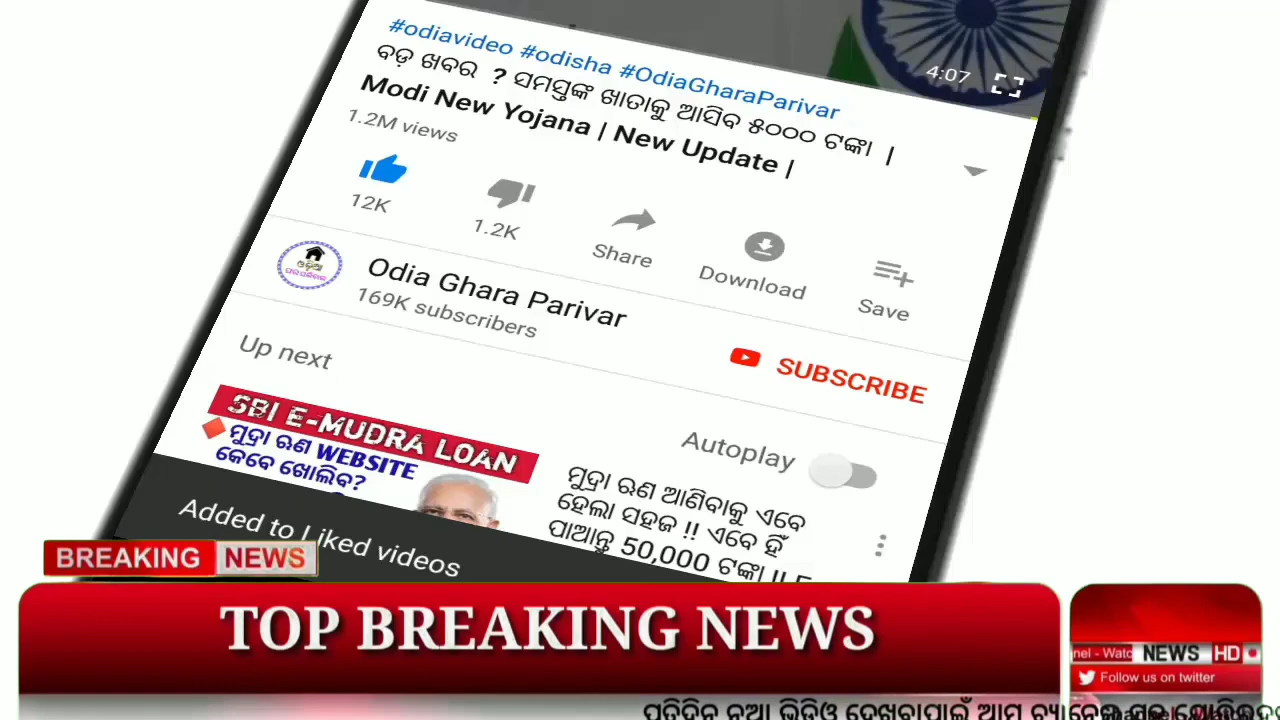 4:07
#odiavideo #odisha #OdiaGharaParivar
ବଡ଼ ଖବର ? ସମସ୍ତଙ୍କ ଖାତାକୁ ଆସିବ ୫୦୦୦ ଟଙ୍କା |
Modi New Yojana | New Update |
1.2M views
12K
1.2K
Share
Download
Save
Odia Ghara Parivar
169K subscribers
SUBSCRIBE
Up next
Autoplay
SBI E-MUDRA LOAN
ମୁଦ୍ରା ଋଣ WEBSITE
କେବେ ଖୋଲିବ?
ମୁଦ୍ରା ଋଣ ଆଣିବାକୁ ଏବେ
ହେଲା ସହଜ !! ଏବେ ହିଁ
ପାଆନ୍ତୁ 50,000 ଟଙ୍କା !!
Added to Liked videos
BREAKING NEWS
TOP BREAKING NEWS
NEWS HD
Follow us on twitter
ପ୍ରତିଦିନ ନୂଆ ଭିଡିଓ ଦେଖିବାପାଇଁ ଆମ